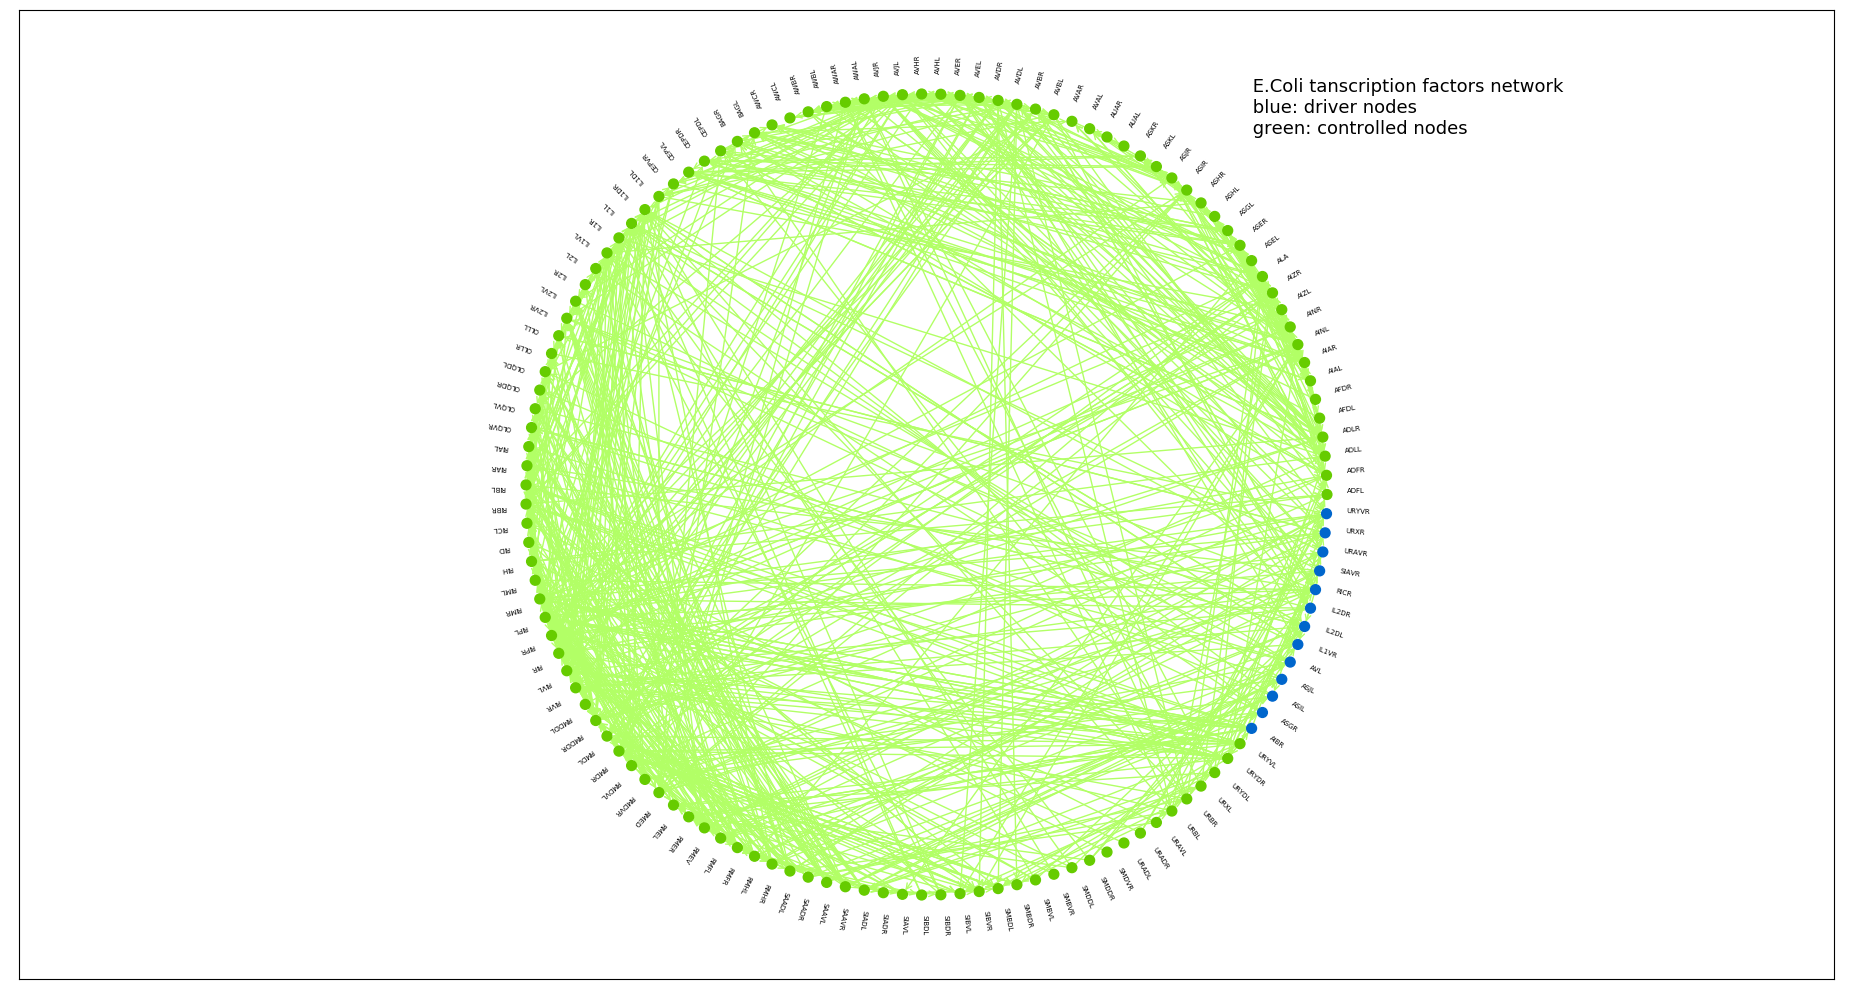 E.Coli tanscription factors network
blue: driver nodes
green: controlled nodes
ADFL
ADFR
ADLL
ADLR
AFDL
AFDR
AIAL
AIAR
AINL
AINR
AIZL
AIZR
ALA
ASEL
ASER
ASGL
ASHL
ASHR
ASIR
ASJR
ASKL
ASKR
AUAL
AUAR
AVAL
AVAR
AVBL
AVBR
AVDL
AVDR
AVEL
AVER
AVHL
AVHR
AVJL
AVJR
AWAL
AWAR
AWBL
AWBR
AWCL
AWCR
BAGL
BAGR
CEPDL
CEPDR
CEPVL
CEPVR
IL1DL
IL1DR
IL1L
IL1R
IL1VL
IL2L
IL2R
IL2VL
IL2VR
OLLL
OLLR
OLQDL
OLQDR
OLQVL
OLQVR
RIAL
RIAR
RIBL
RIBR
RICL
RID
RIH
RIML
RIMR
RIPL
RIPR
RIR
RIVL
RIVR
RMDDL
RMDDR
RMDL
RMDR
RMDVL
RMDVR
RMED
RMEL
RMER
RMEV
RMFL
RMFR
RMHL
RMHR
SAADL
SAADR
SAAVL
SAAVR
SIADL
SIADR
SIAVL
SIBDL
SIBDR
SIBVL
SIBVR
SMBDL
SMBDR
SMBVL
SMBVR
SMDDL
SMDDR
SMDVR
URADL
URADR
URAVL
URBL
URBR
URXL
URYDL
URYDR
URYVL
AIBR
ASGR
ASIL
ASJL
AVL
IL1VR
IL2DL
IL2DR
RICR
SIAVR
URAVR
URXR
URYVR